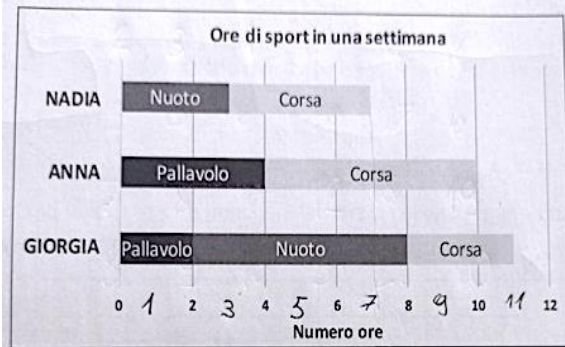 Ore di sport in una settimana
NADIA Nuoto Corsa
ANNA Pallavolo Corsa
GIORGIA Pallavolo Nuoto Corsa
0 1 2 3 4 5 6 7 8 9 10 11 12
Numero ore